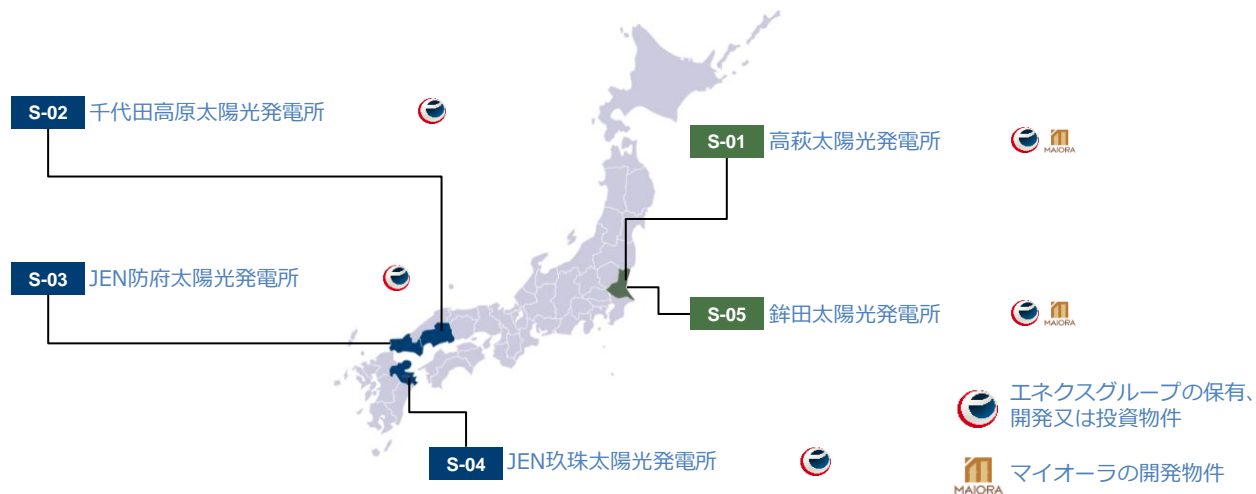 S-02 千代田高原太陽光発電所
S-01 高萩太陽光発電所
MAIORA
S-03 JEN防府太陽光発電所
S-05 鉾田太陽光発電所
MAIORA
S-04 JEN玖珠太陽光発電所
エネクスグループの保有、
開発又は投資物件
MAIORA
マイオーラの開発物件